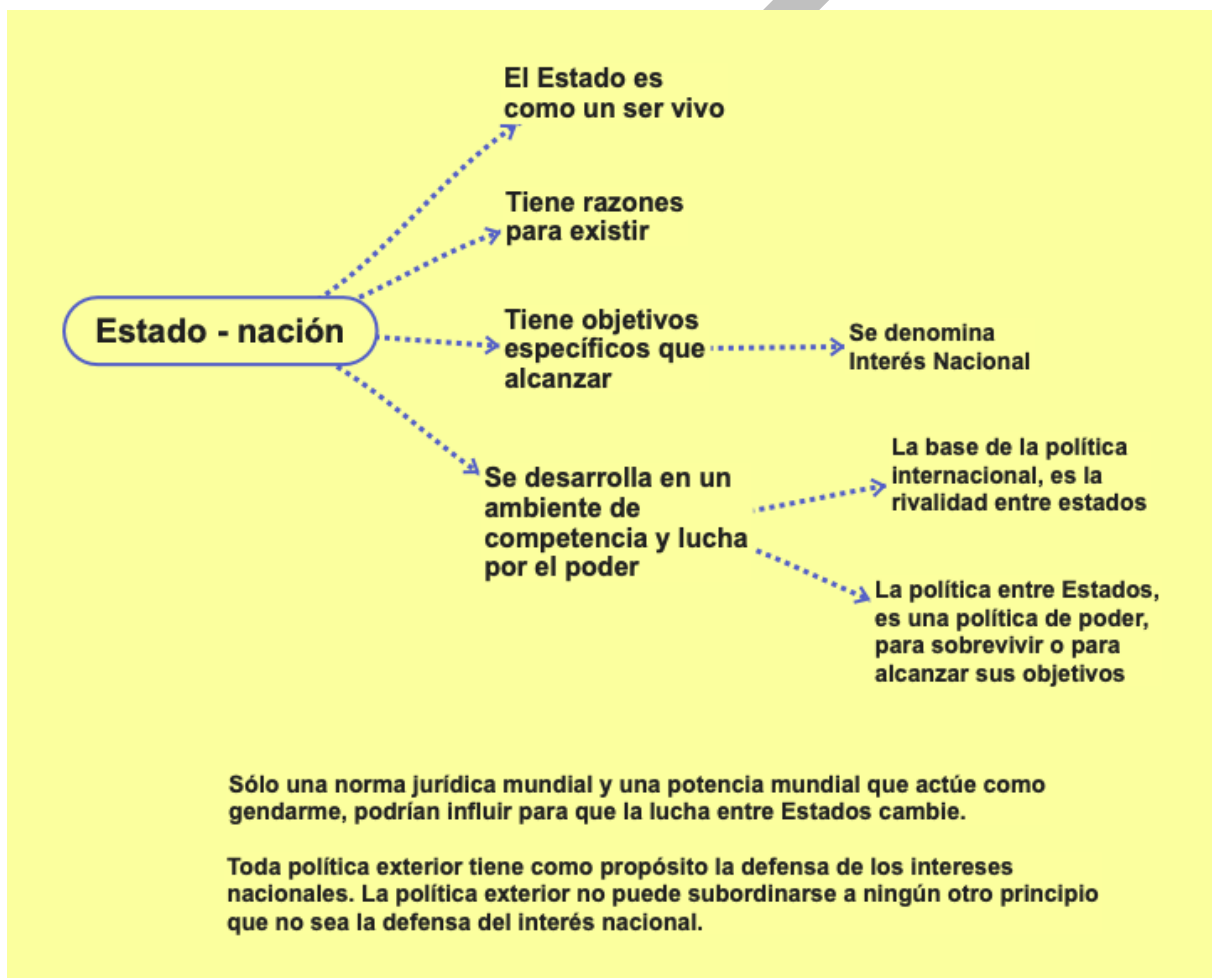 El Estado es
como un ser vivo
Tiene razones
para existir
Estado - nación
Tiene objetivos
específicos que
alcanzar
Se denomina
Interés Nacional
Se desarrolla en un
ambiente de
competencia y lucha
por el poder
La base de la política
internacional, es la
rivalidad entre estados
La política entre Estados,
es una política de poder,
para sobrevivir o para
alcanzar sus objetivos
Sólo una norma jurídica mundial y una potencia mundial que actúe como
gendarme, podrían influir para que la lucha entre Estados cambie.
Toda política exterior tiene como propósito la defensa de los intereses
nacionales. La política exterior no puede subordinarse a ningún otro principio
que no sea la defensa del interés nacional.